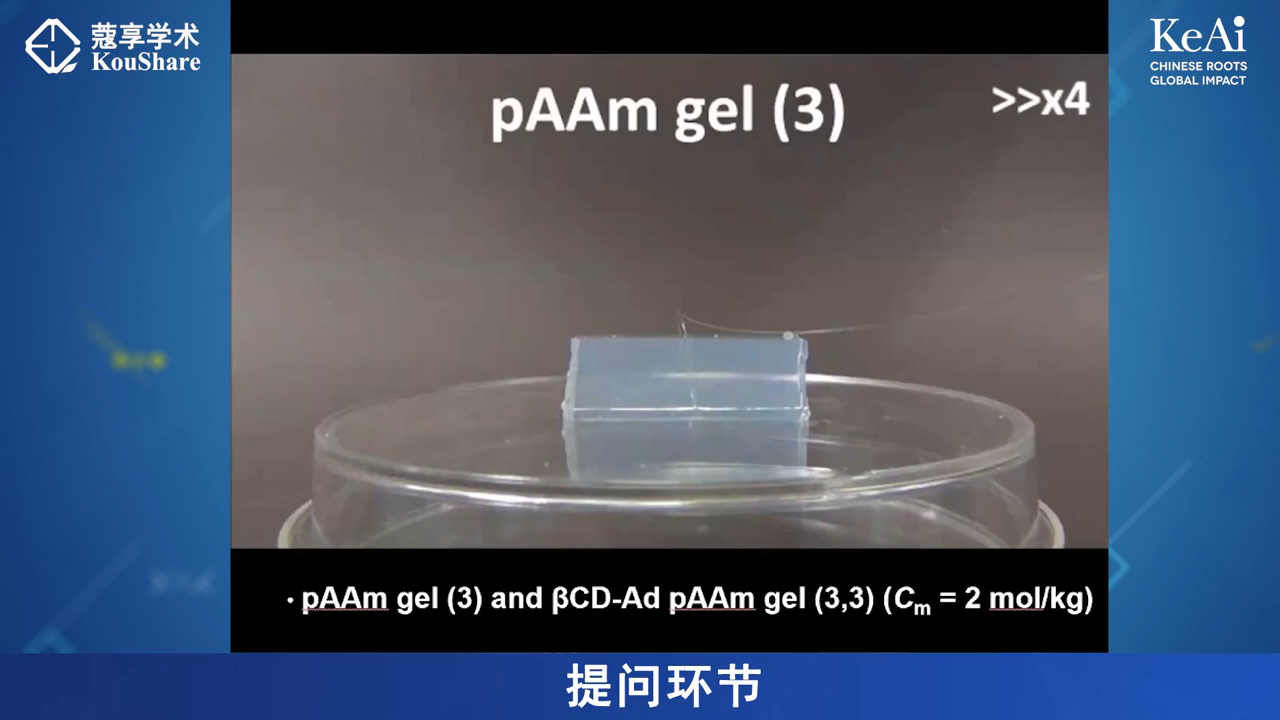 蔻享学术
KouShare
KeAi
CHINESE ROOTS
GLOBAL IMPACT
pAAm gel (3)
>>x4
· pAAm gel (3) and βCD-Ad pAAm gel (3,3) (Cm = 2 mol/kg)
提问环节